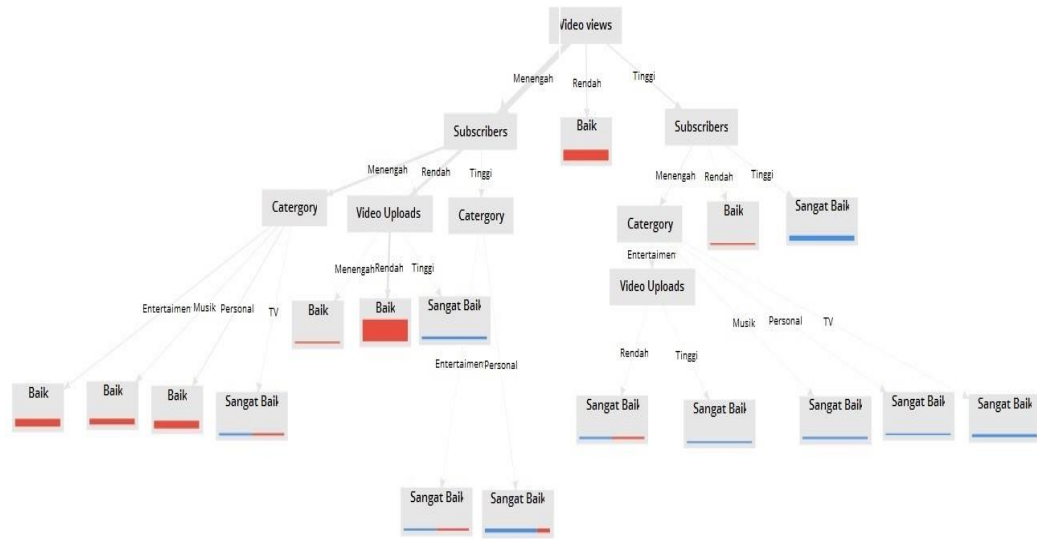 Video views
Menengah
Rendah
Tinggi
Subscribers
Baik
Subscribers
Menengah
Rendah
Tinggi
Menengah
Rendah
Tinggi
Catergory
Video Uploads
Catergory
Catergory
Baik
Sangat Baik
Entertaimen
Menengah
Rendah
Tinggi
Video Uploads
Entertaimen
Musik
Personal
TV
Baik
Baik
Sangat Baik
Musik
Personal
TV
Rendah
Tinggi
Entertaimen
Personal
Baik
Baik
Baik
Sangat Baik
Sangat Baik
Sangat Baik
Sangat Baik
Sangat Baik
Sangat Baik
Sangat Baik
Sangat Baik